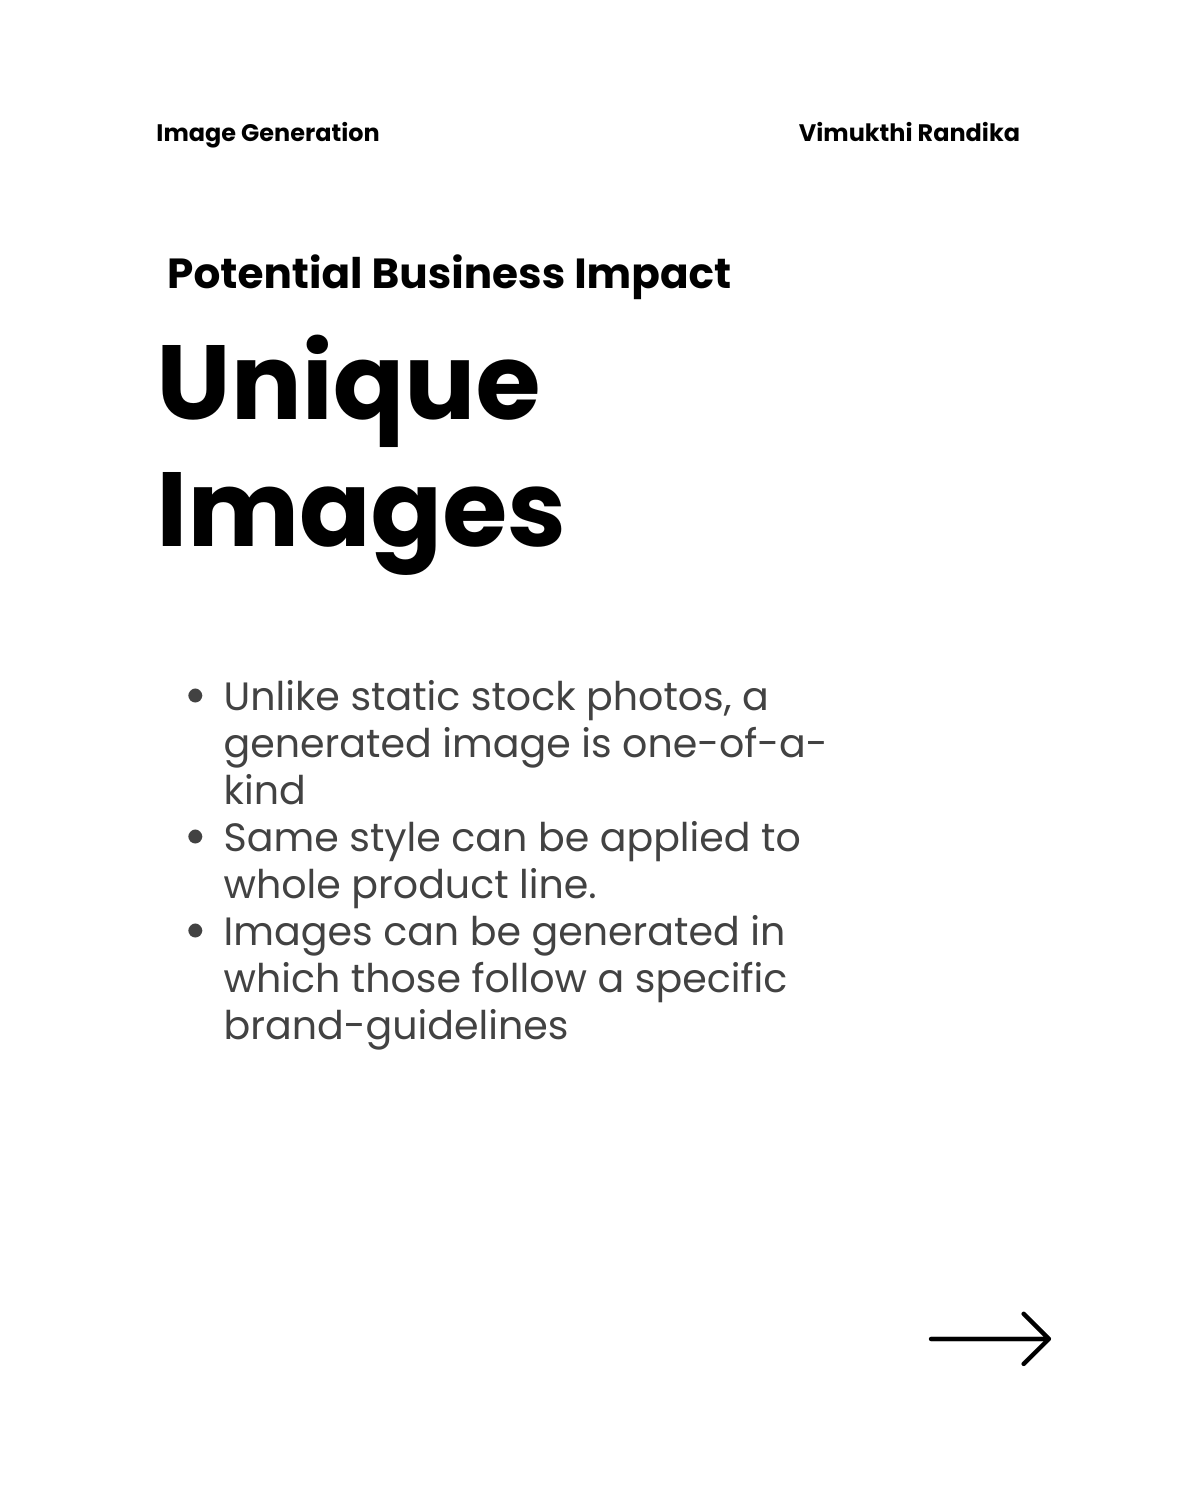 Image Generation
Vimukthi Randika
Potential Business Impact
Unique
Images
• Unlike static stock photos, a
generated image is one-of-a-
kind
• Same style can be applied to
whole product line.
• Images can be generated in
which those follow a specific
brand-guidelines